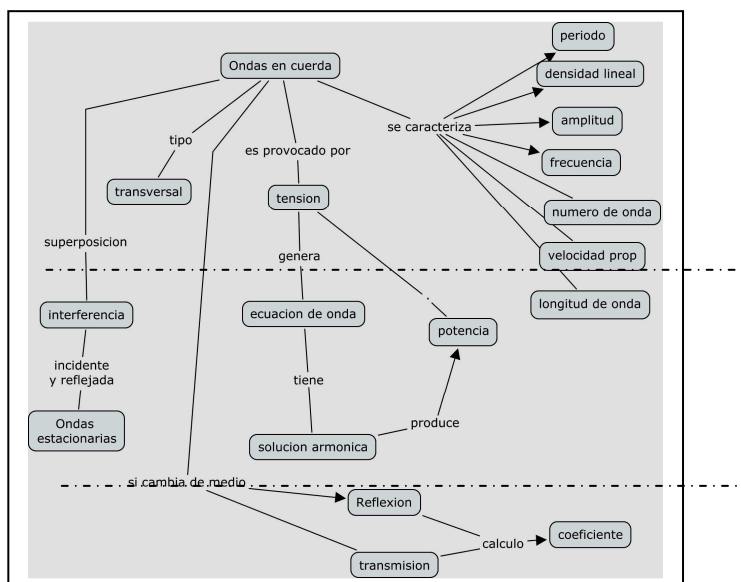 periodo
Ondas en cuerda
densidad lineal
amplitud
se caracteriza
tipo
es provocado por
frecuencia
transversal
tension
numero de onda
superposicion
genera
velocidad prop
longitud de onda
interferencia
ecuacion de onda
potencia
incidente
y reflejada
tiene
Ondas
estacionarias
produce
solucion armonica
si cambia de medio
Reflexion
coeficiente
calculo
transmision